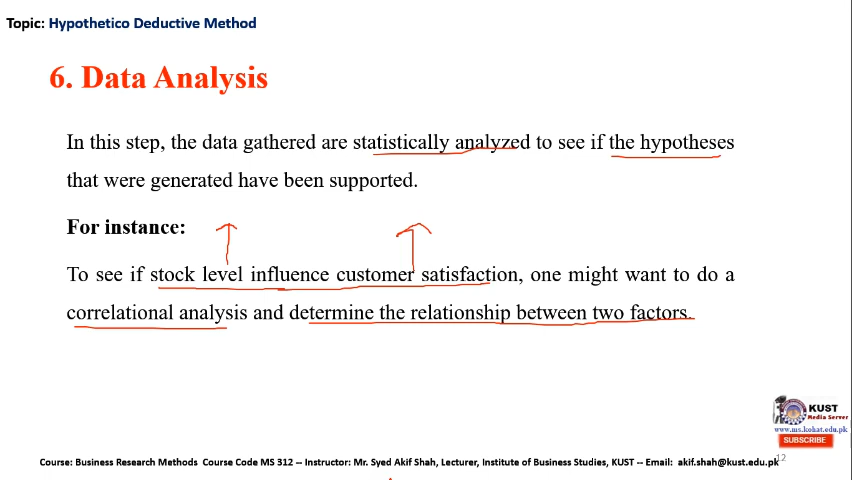 Topic: Hypothetico Deductive Method
6. Data Analysis
In this step, the data gathered are statistically analyzed to see if the hypotheses
that were generated have been supported.
For instance:
To see if stock level influence customer satisfaction, one might want to do a
correlational analysis and determine the relationship between two factors.
KUST
Media Server
www.ms.kohat.edu.pk
SUBSCRIBE
Course: Business Research Methods Course Code MS 312 -- Instructor: Mr. Syed Akif Shah, Lecturer, Institute of Business Studies, KUST -- Email: akif.shah@kust.edu.pk
12